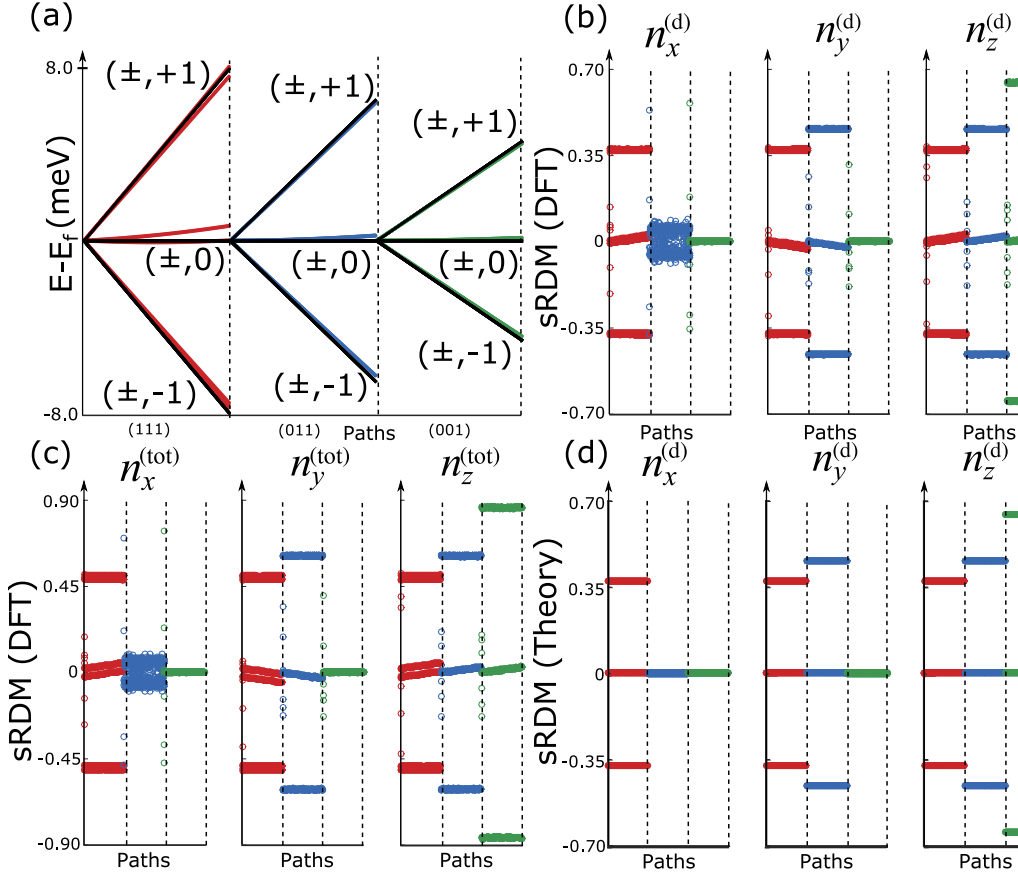 (a)
8.0
E-E_f (meV)
-8.0
(±,+1)
(±,+1)
(±,+1)
(±,0)
(±,0)
(±,0)
(±,-1)
(±,-1)
(±,-1)
(111)
(011)
Paths
(001)
(b)
n_x^(d)
n_y^(d)
n_z^(d)
sRDM (DFT)
0.70
0.35
0
-0.35
-0.70
Paths
Paths
Paths
(c)
n_x^(tot)
n_y^(tot)
n_z^(tot)
sRDM (DFT)
0.90
0.45
0
-0.45
-0.90
Paths
Paths
Paths
(d)
n_x^(d)
n_y^(d)
n_z^(d)
sRDM (Theory)
0.70
0.35
0
-0.35
-0.70
Paths
Paths
Paths